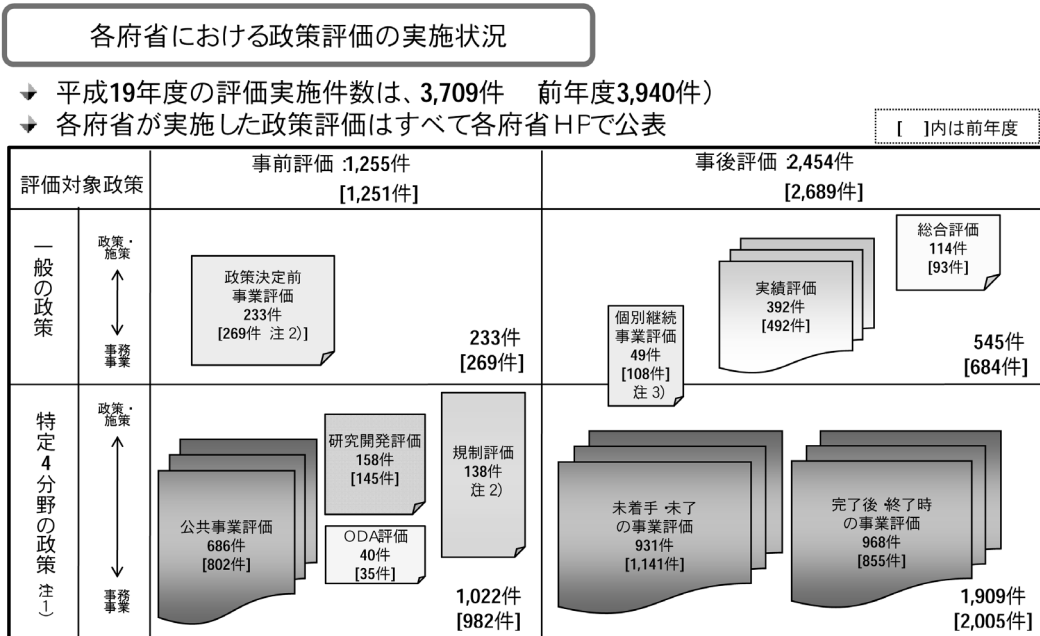 各府省における政策評価の実施状況
平成19年度の評価実施件数は、3,709件 前年度3,940件)
各府省が実施した政策評価はすべて各府省HPで公表
[ ]内は前年度
評価対象政策
事前評価:1,255件
[1,251件]
事後評価:2,454件
[2,689件]
一般の政策
政策・
施策
事務
事業
政策決定前
事業評価
233件
[269件 注2)]
233件
[269件]
個別継続
事業評価
49件
[108件]
注3)
実績評価
392件
[492件]
総合評価
114件
[93件]
545件
[684件]
特定4分野の政策 注1)
政策・
施策
事務
事業
公共事業評価
686件
[802件]
研究開発評価
158件
[145件]
ODA評価
40件
[35件]
規制評価
138件
注2)
1,022件
[982件]
未着手・未了
の事業評価
931件
[1,141件]
完了後・終了時
の事業評価
968件
[855件]
1,909件
[2,005件]